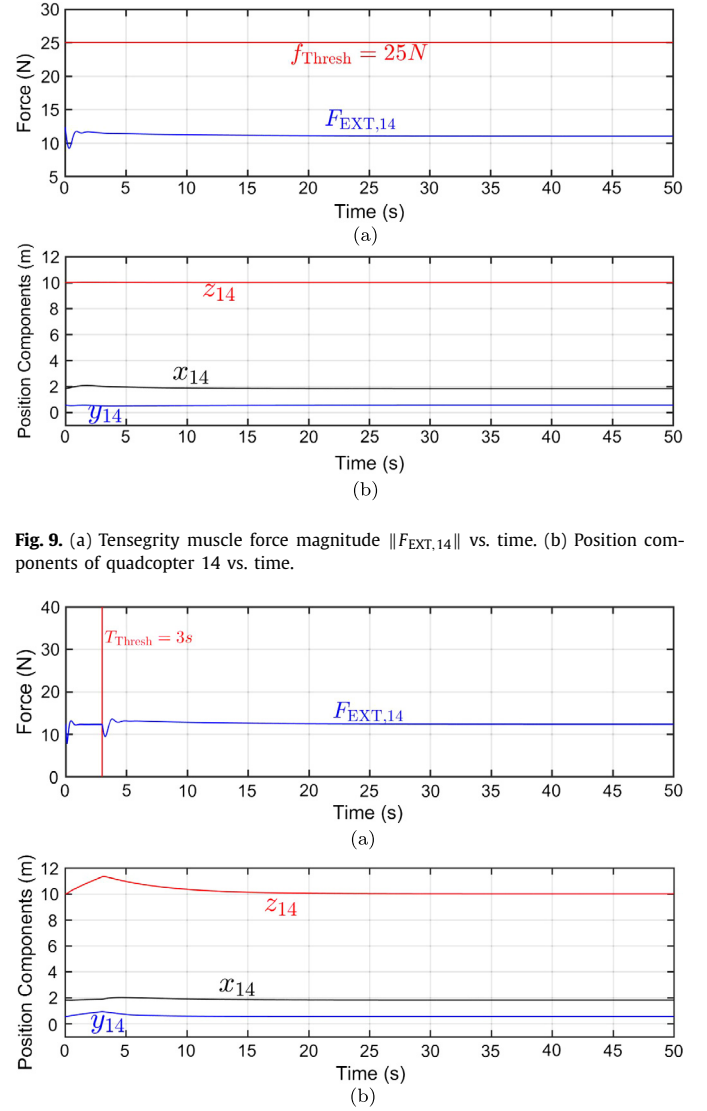 30
25
20
15
10
5
Force (N)
f_Thresh = 25N
F_EXT,14
0 5 10 15 20 25 30 35 40 45 50
Time (s)
(a)
12
10
8
6
4
2
0
Position Components (m)
z_14
x_14
y_14
0 5 10 15 20 25 30 35 40 45 50
Time (s)
(b)
Fig. 9. (a) Tensegrity muscle force magnitude ‖F_EXT,14‖ vs. time. (b) Position com-
ponents of quadcopter 14 vs. time.
40
30
20
10
0
Force (N)
T_Thresh = 3s
F_EXT,14
0 5 10 15 20 25 30 35 40 45 50
Time (s)
(a)
12
10
8
6
4
2
0
Position Components (m)
z_14
x_14
y_14
0 5 10 15 20 25 30 35 40 45 50
Time (s)
(b)